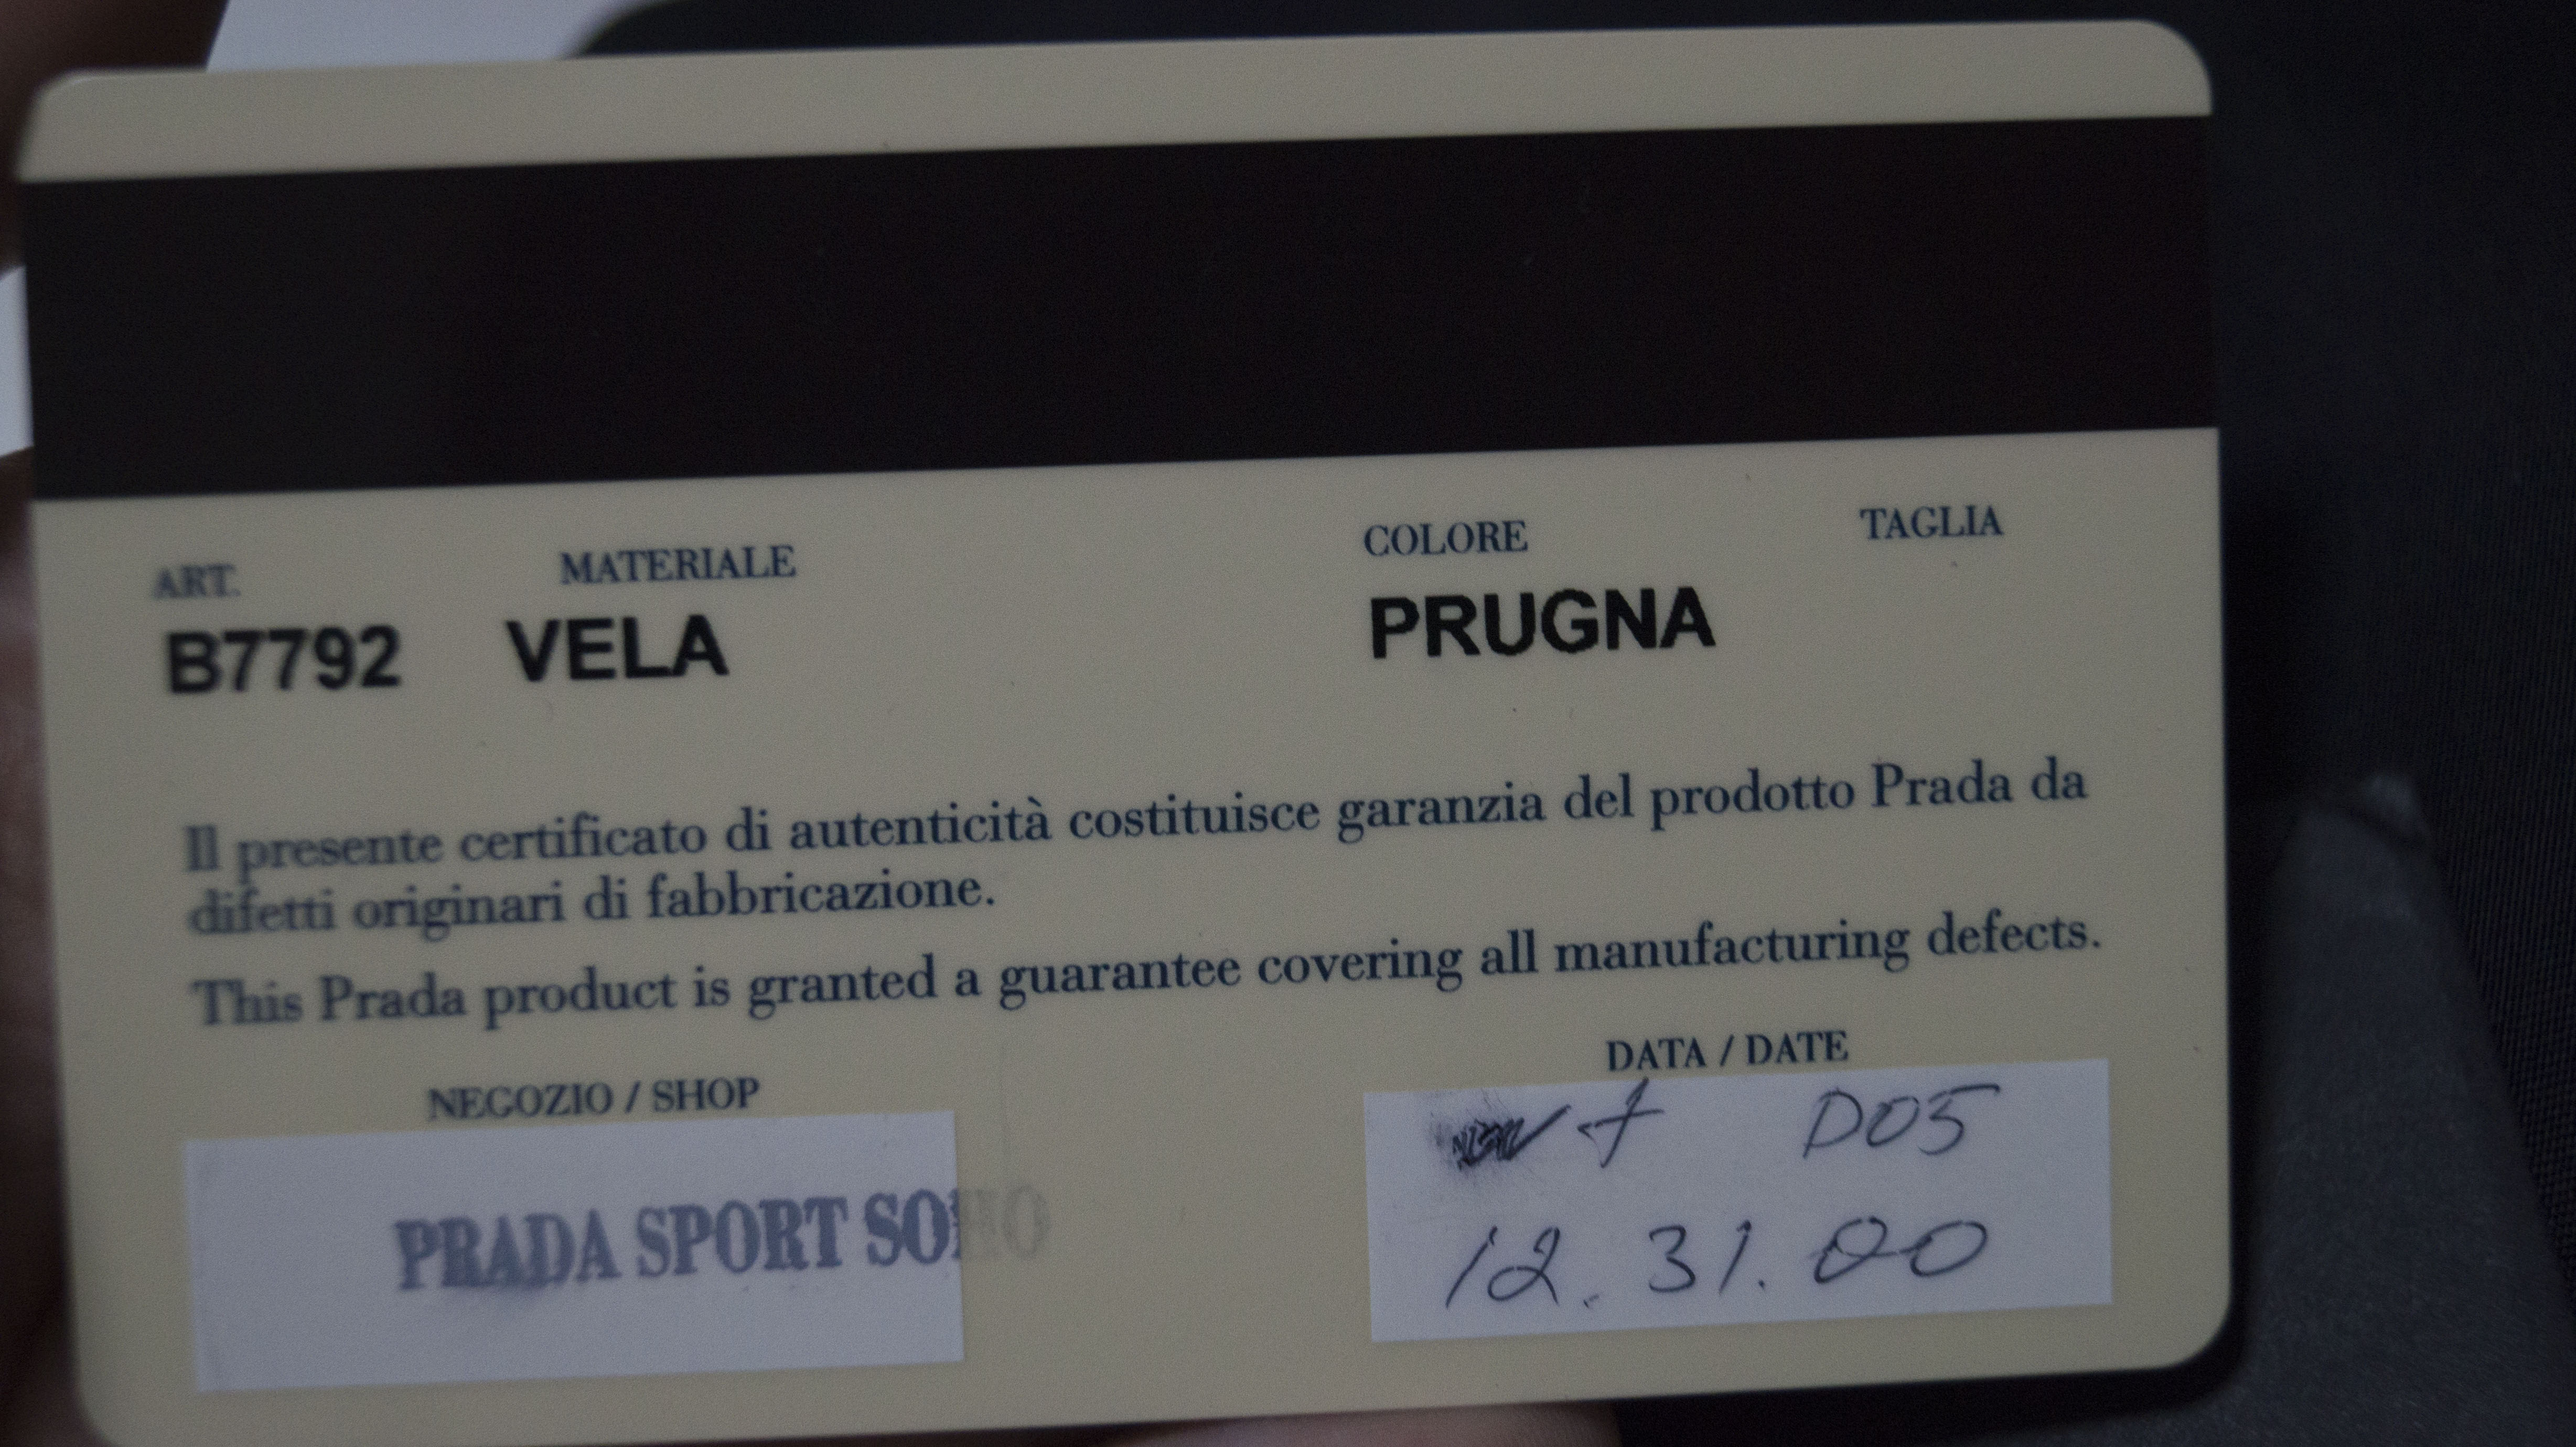 ART. MATERIALE COLORE TAGLIA
B7792 VELA PRUGNA
Il presente certificato di autenticità costituisce garanzia del prodotto Prada da
difetti originari di fabbricazione.
This Prada product is granted a guarantee covering all manufacturing defects.
NEGOZIO / SHOP DATA / DATE
D05
PRADA SPORT SOHO 12.31.00